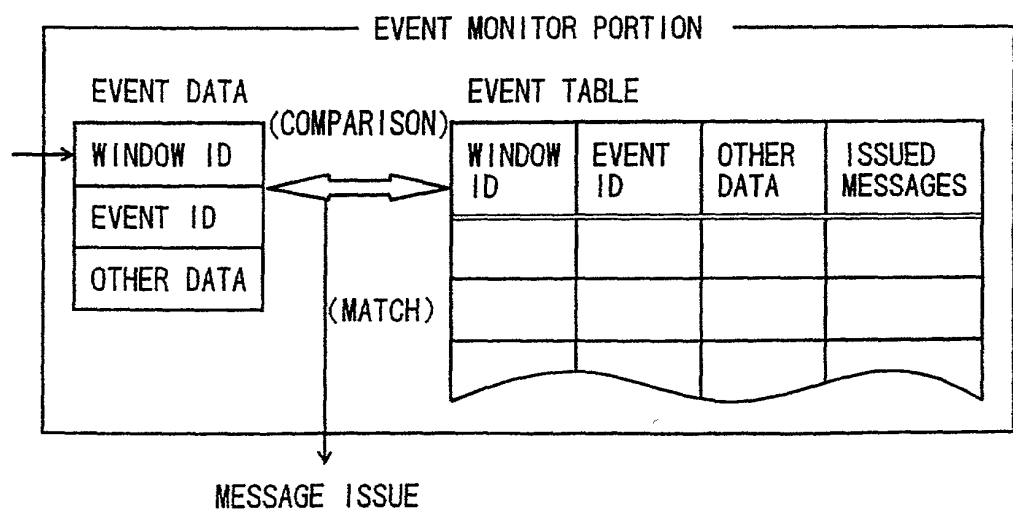 EVENT MONITOR PORTION
EVENT DATA
WINDOW ID
EVENT ID
OTHER DATA
(COMPARISON)
(MATCH)
EVENT TABLE
WINDOW
ID
EVENT
ID
OTHER
DATA
ISSUED
MESSAGES
MESSAGE ISSUE